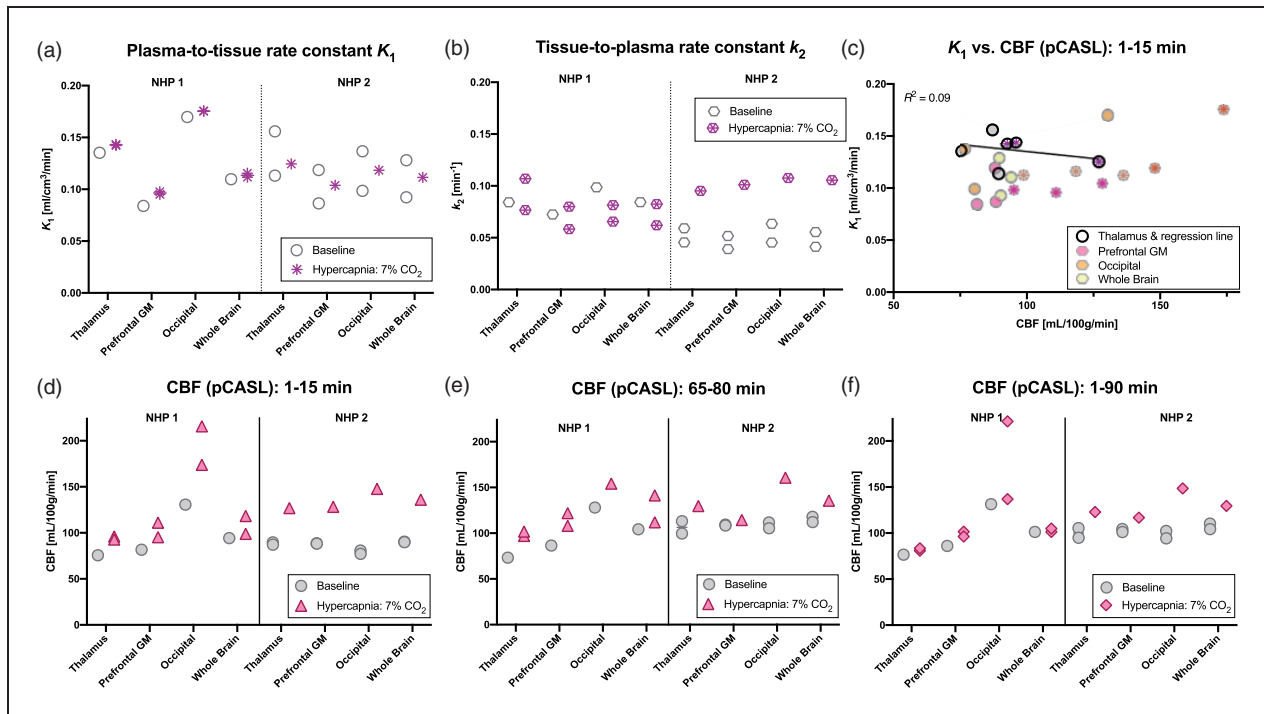 (a)
Plasma-to-tissue rate constant K1
NHP 1
NHP 2
K1 [ml/cm3/min]
0.20
0.15
0.10
0.05
0.00
Baseline
Hypercapnia: 7% CO2
Thalamus
Prefrontal GM
Occipital
Whole Brain
Thalamus
Prefrontal GM
Occipital
Whole Brain
(b)
Tissue-to-plasma rate constant k2
NHP 1
NHP 2
k2 [min-1]
0.20
0.15
0.10
0.05
0.00
Baseline
Hypercapnia: 7% CO2
Thalamus
Prefrontal GM
Occipital
Whole Brain
Thalamus
Prefrontal GM
Occipital
Whole Brain
(c)
K1 vs. CBF (pCASL): 1-15 min
K1 [ml/cm3/min]
0.20
0.15
0.10
0.05
0.00
R2 = 0.09
Thalamus & regression line
Prefrontal GM
Occipital
Whole Brain
50
100
150
CBF [mL/100g/min]
(d)
CBF (pCASL): 1-15 min
NHP 1
NHP 2
CBF [mL/100g/min]
200
150
100
50
0
Baseline
Hypercapnia: 7% CO2
Thalamus
Prefrontal GM
Occipital
Whole Brain
Thalamus
Prefrontal GM
Occipital
Whole Brain
(e)
CBF (pCASL): 65-80 min
NHP 1
NHP 2
CBF [mL/100g/min]
200
150
100
50
0
Baseline
Hypercapnia: 7% CO2
Thalamus
Prefrontal GM
Occipital
Whole Brain
Thalamus
Prefrontal GM
Occipital
Whole Brain
(f)
CBF (pCASL): 1-90 min
NHP 1
NHP 2
CBF [mL/100g/min]
200
150
100
50
0
Baseline
Hypercapnia: 7% CO2
Thalamus
Prefrontal GM
Occipital
Whole Brain
Thalamus
Prefrontal GM
Occipital
Whole Brain